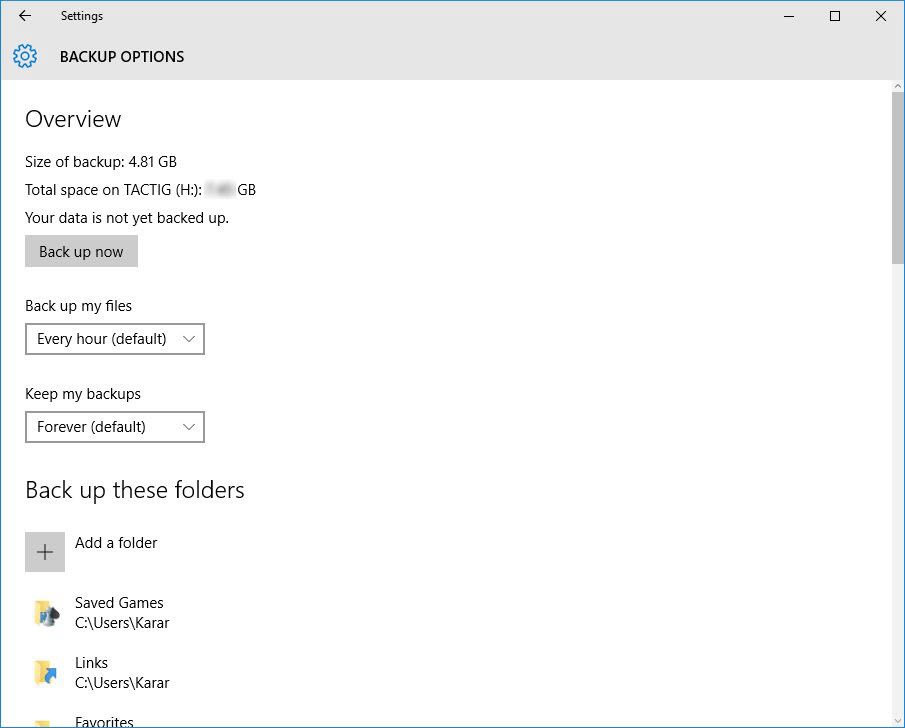 Settings
BACKUP OPTIONS
Overview
Size of backup: 4.81 GB
Total space on TACTIG (H:): GB
Your data is not yet backed up.
Back up now
Back up my files
Every hour (default)
Keep my backups
Forever (default)
Back up these folders
Add a folder
Saved Games
C:\Users\Karar
Links
C:\Users\Karar
Favorites